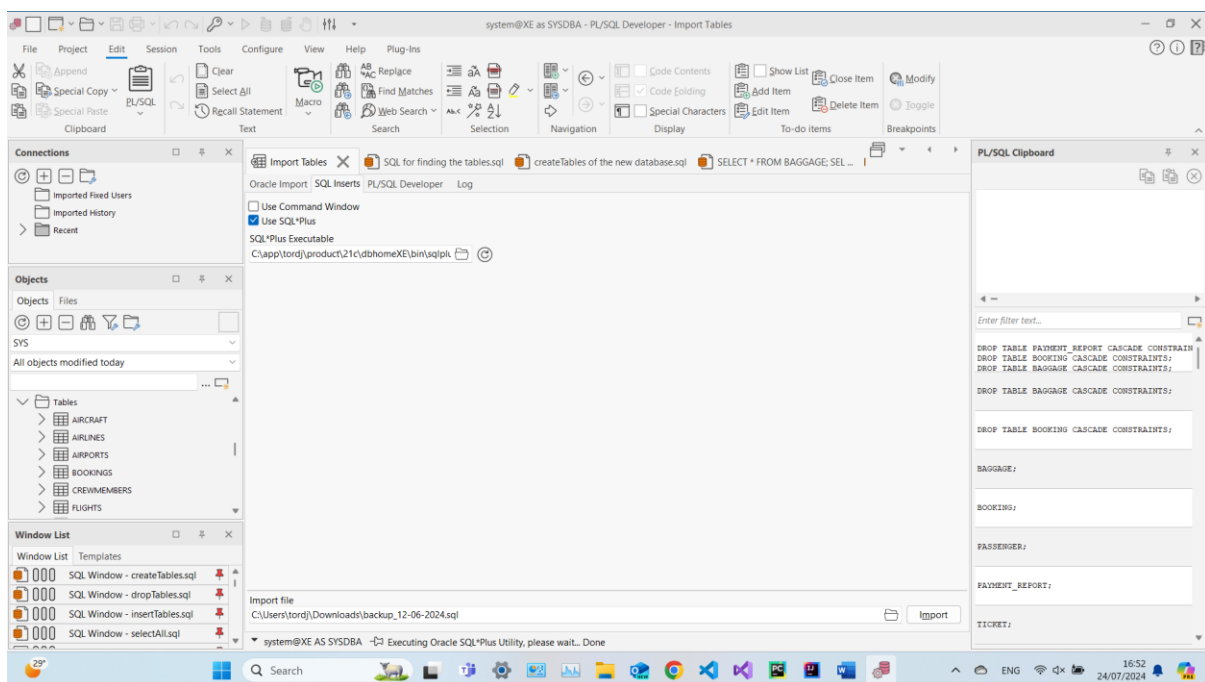 system@XE as SYSDBA - PL/SQL Developer - Import Tables
File Project Edit Session Tools Configure View Help Plug-Ins
Append
Special Copy
Special Paste
Clipboard
PL/SQL
Clear
Select All
Recall Statement
Text
Macro
AB AC Replace
Find Matches
Web Search
Search
ABC
Selection
Navigation
Code Contents
Code Folding
Special Characters
Display
Show List
Add Item
Edit Item
Close Item
Delete Item
To-do items
Modify
Toggle
Breakpoints
Connections
Imported Fixed Users
Imported History
Recent
Objects
Objects Files
SYS
All objects modified today
...
Tables
AIRCRAFT
AIRLINES
AIRPORTS
BOOKINGS
CREWMEMBERS
FLIGHTS
Window List
Window List Templates
SQL Window - createTables.sql
SQL Window - dropTables.sql
SQL Window - insertTables.sql
SQL Window - selectAll.sql
Import Tables SQL for finding the tables.sql createTables of the new database.sql SELECT * FROM BAGGAGE; SEL ...
Oracle Import SQL Inserts PL/SQL Developer Log
Use Command Window
Use SQL*Plus
SQL*Plus Executable
C:\app\tordj\product\21c\dbhomeXE\bin\sqlpl
Import file
C:\Users\tordj\Downloads\backup_12-06-2024.sql
Import
system@XE AS SYSDBA Executing Oracle SQL*Plus Utility, please wait... Done
PL/SQL Clipboard
Enter filter text...
DROP TABLE PAYMENT_REPORT CASCADE CONSTRAIN
DROP TABLE BOOKING CASCADE CONSTRAINTS;
DROP TABLE BAGGAGE CASCADE CONSTRAINTS;
DROP TABLE BAGGAGE CASCADE CONSTRAINTS;
DROP TABLE BOOKING CASCADE CONSTRAINTS;
BAGGAGE;
BOOKING;
PASSENGER;
PAYMENT_REPORT;
TICKET;
29°
Search
ENG
16:52
24/07/2024